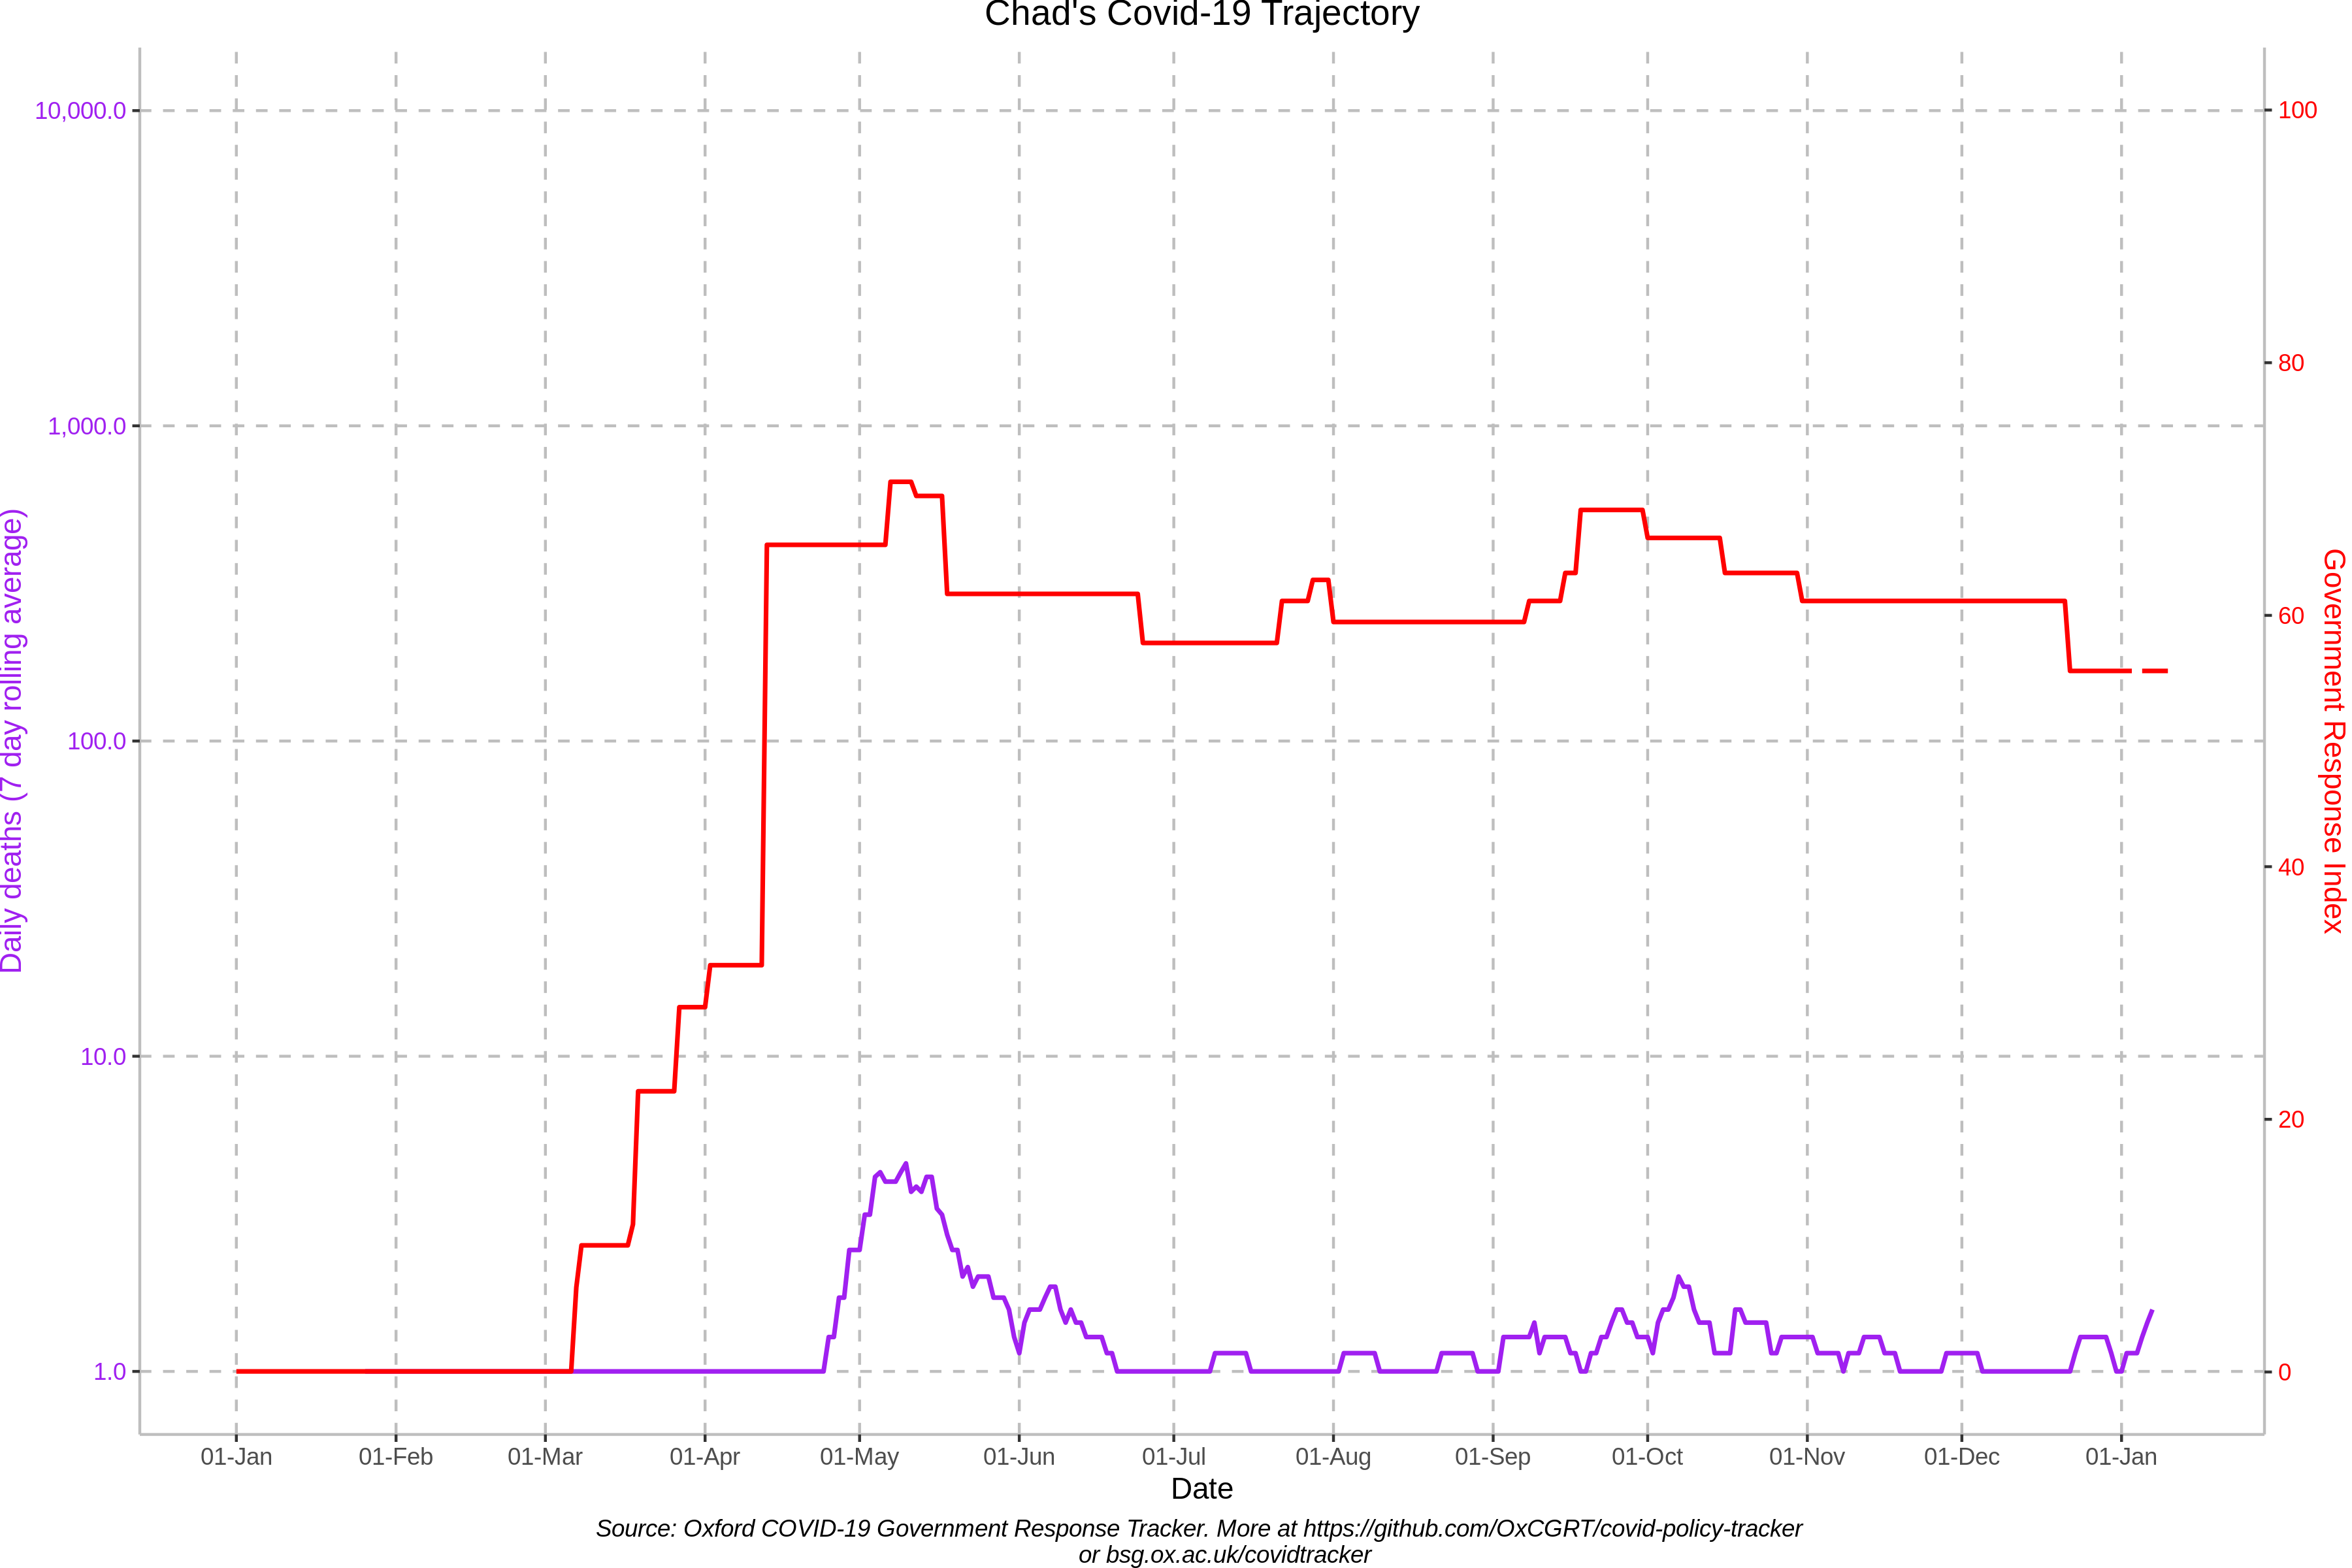 Chad's Covid-19 Trajectory
10,000.0
1,000.0
100.0
10.0
1.0
Daily deaths (7 day rolling average)
100
80
60
40
20
0
Government Response Index
01-Jan
01-Feb
01-Mar
01-Apr
01-May
01-Jun
01-Jul
01-Aug
01-Sep
01-Oct
01-Nov
01-Dec
01-Jan
Date
Source: Oxford COVID-19 Government Response Tracker. More at https://github.com/OxCGRT/covid-policy-tracker
or bsg.ox.ac.uk/covidtracker